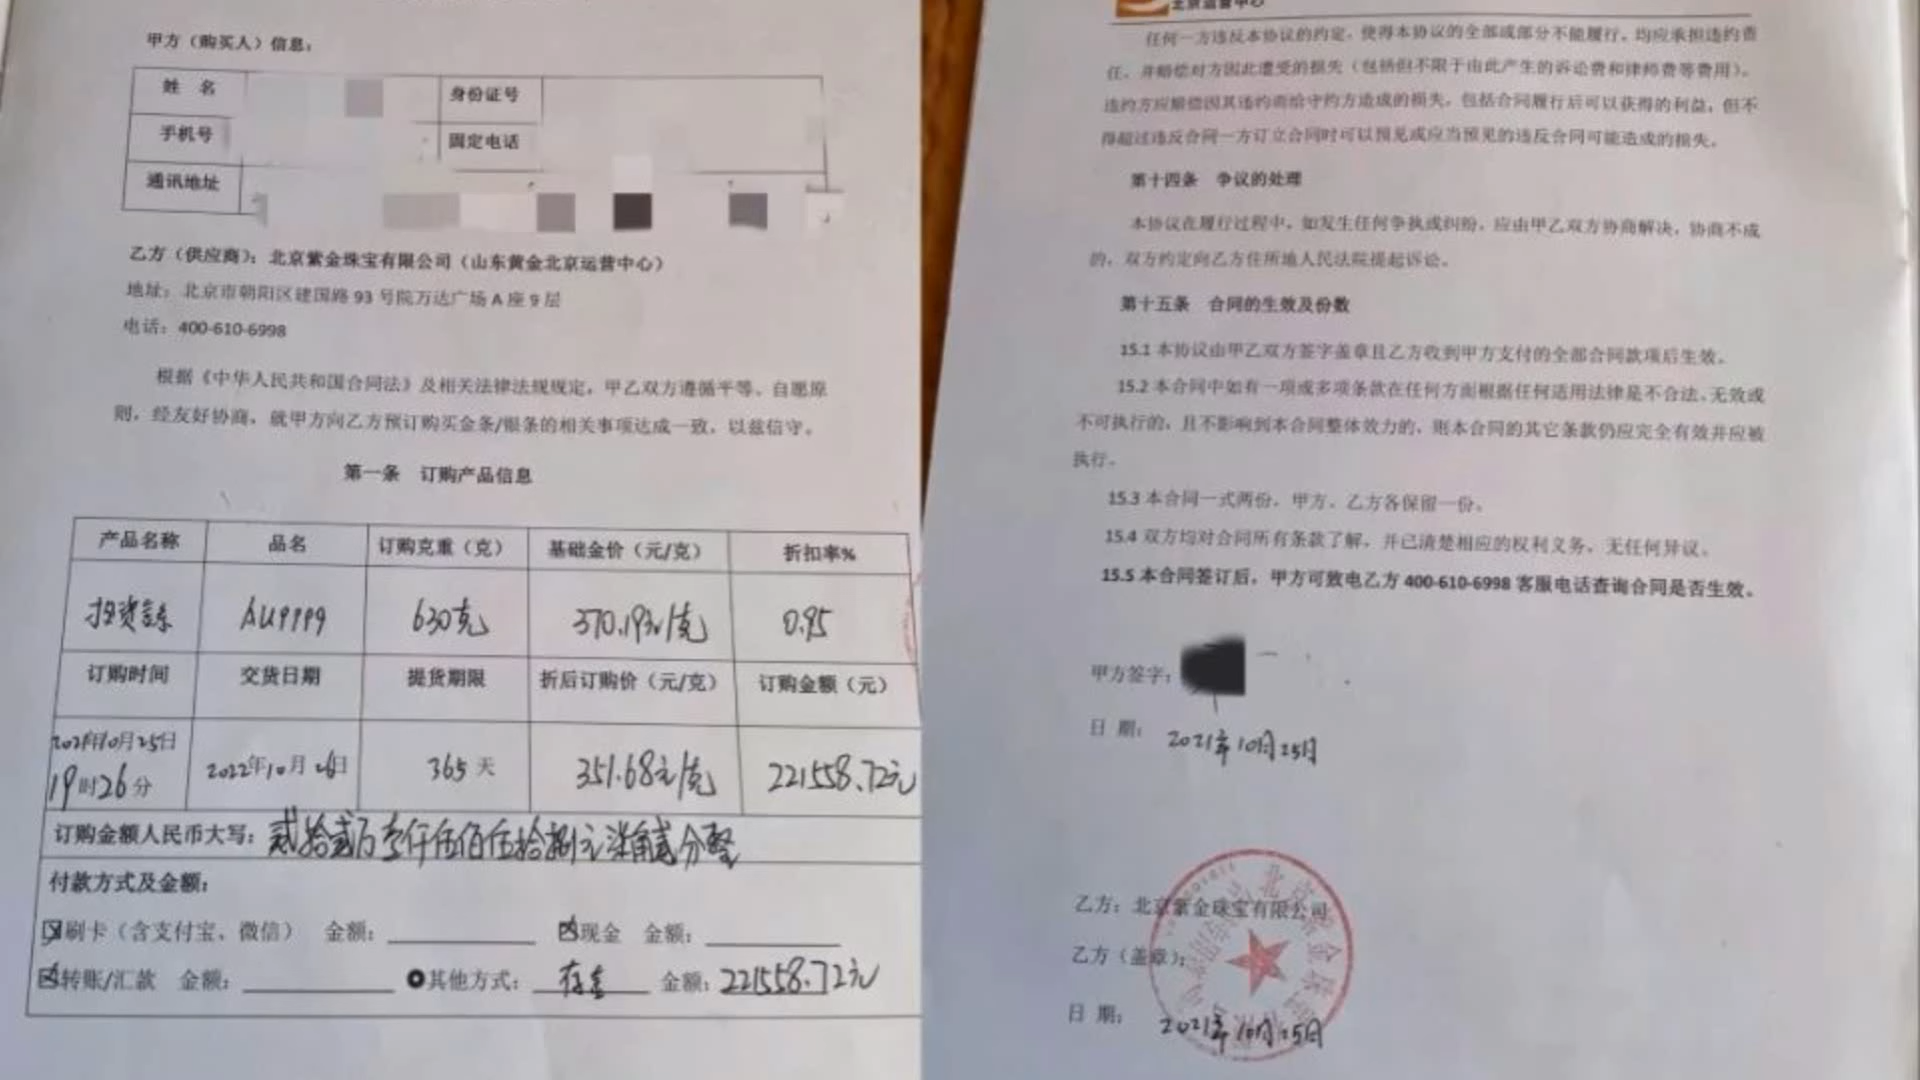 甲方（购买人）信息：
姓 名 身份证号
手机号 固定电话
通讯地址
乙方（供应商）：北京紫金珠宝有限公司（山东黄金北京运营中心）
地址：北京市朝阳区建国路93号院万达广场A座9层
电话：400-610-6998
根据《中华人民共和国合同法》及相关法律法规规定，甲乙双方遵循平等、自愿原
则，经友好协商，就甲方向乙方预订购买金条/银条的相关事项达成一致，以兹信守。
第一条 订购产品信息
产品名称 品名 订购克重（克） 基础金价（元/克） 折扣率%
投资金条 AU9999 630克 370.19元/克 0.95
订购时间 交货日期 提货期限 折后订购价（元/克） 订购金额（元）
2021年10月25日 2022年10月26日 365天 351.68元/克 221558.72元
19时26分
订购金额人民币大写：贰拾贰万壹仟伍佰伍拾捌元柒角贰分整
付款方式及金额：
刷卡（含支付宝、微信） 金额： 现金 金额：
转账/汇款 金额： 其他方式：存金 金额：221558.72元
北京运营中心
任何一方违反本协议的约定，使得本协议的全部或部分不能履行，均应承担违约责
任，并赔偿对方因此遭受的损失（包括但不限于由此产生的诉讼费和律师费等费用）。
违约方应赔偿因其违约而给守约方造成的损失，包括合同履行后可以获得的利益，但不
得超过违反合同一方订立合同时可以预见或应当预见的违反合同可能造成的损失。
第十四条 争议的处理
本协议在履行过程中，如发生任何争执或纠纷，应由甲乙双方协商解决，协商不成
的，双方约定向乙方住所地人民法院提起诉讼。
第十五条 合同的生效及份数
15.1 本协议由甲乙双方签字盖章且乙方收到甲方支付的全部合同款项后生效。
15.2 本合同中如有一项或多项条款在任何方面根据任何适用法律是不合法、无效或
不可执行的，且不影响到本合同整体效力的，则本合同的其它条款仍应完全有效并应被
执行。
15.3 本合同一式两份，甲方、乙方各保留一份。
15.4 双方均对合同所有条款了解，并已清楚相应的权利义务，无任何异议。
15.5 本合同签订后，甲方可致电乙方400-610-6998客服电话查询合同是否生效。
甲方签字：
日 期： 2021年10月25日
乙方：北京紫金珠宝有限公司
乙方（盖章）：
日 期： 2021年10月25日